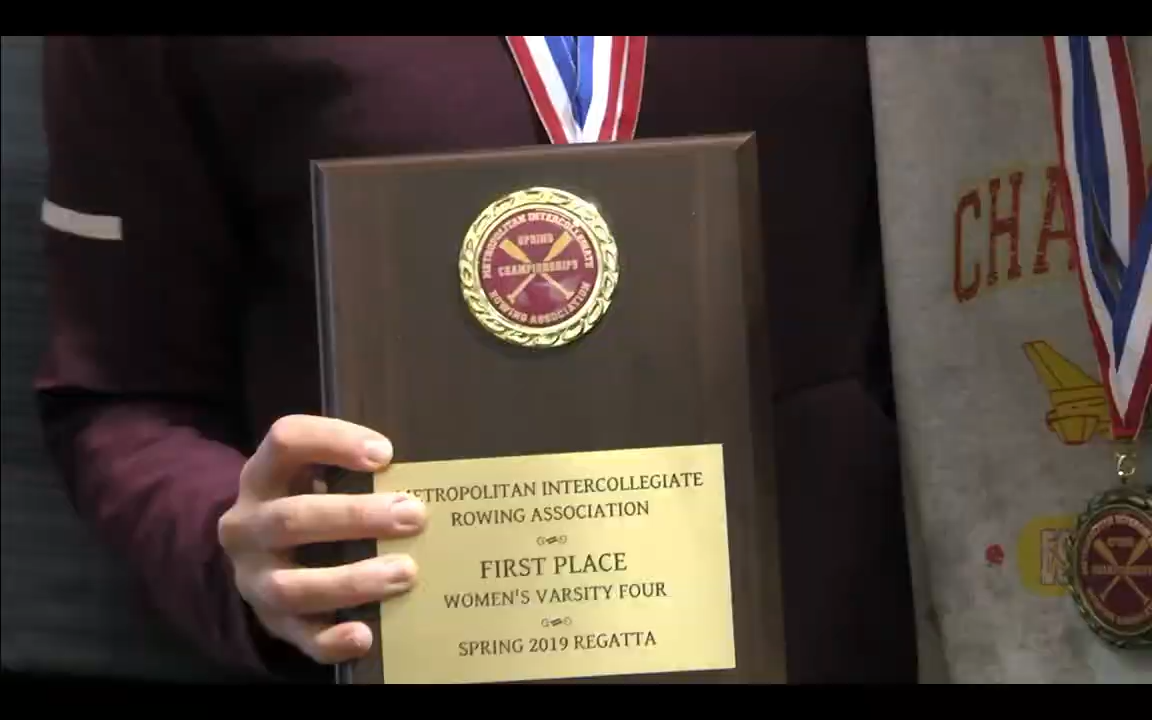 METROPOLITAN INTERCOLLEGIATE
SPRING
CHAMPIONSHIPS
ROWING ASSOCIATION
METROPOLITAN INTERCOLLEGIATE
ROWING ASSOCIATION
FIRST PLACE
WOMEN'S VARSITY FOUR
SPRING 2019 REGATTA
CHA